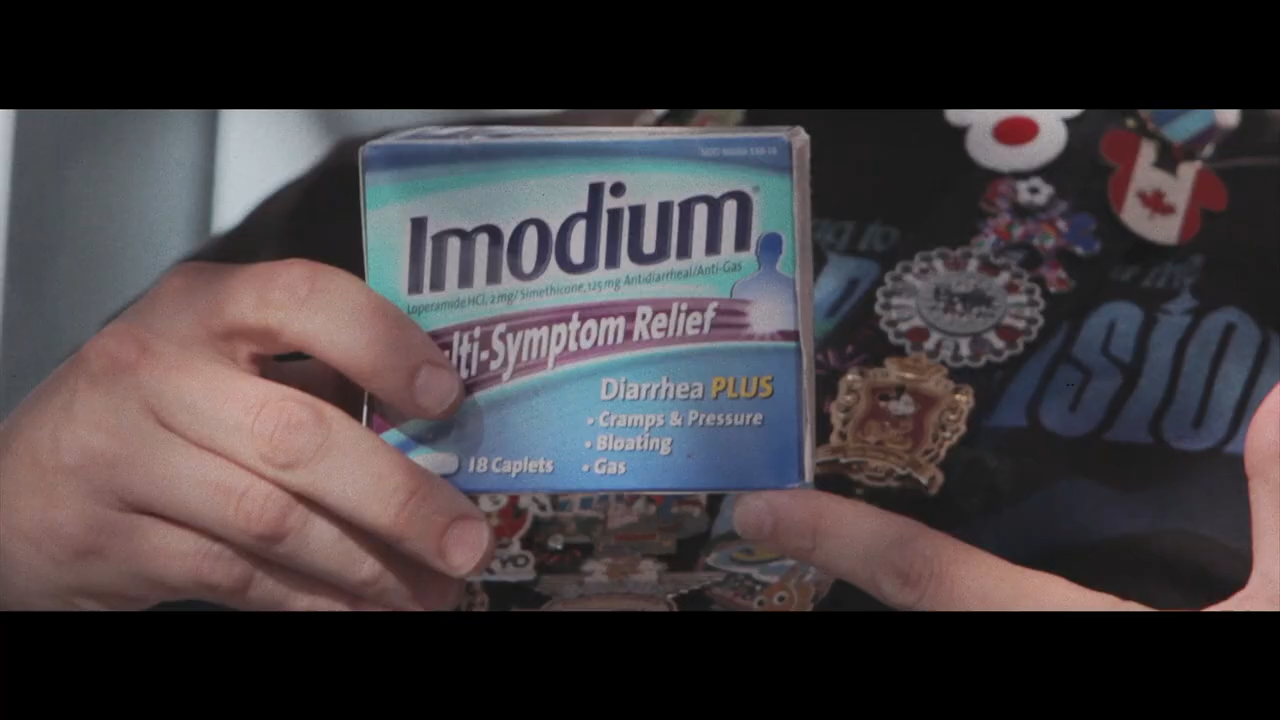 Imodium®
Loperamide HCl, 2 mg/ Simethicone, 125 mg Antidiarrheal/Anti-Gas
lti-Symptom Relief
Diarrhea PLUS
• Cramps & Pressure
• Bloating
• Gas
18 Caplets